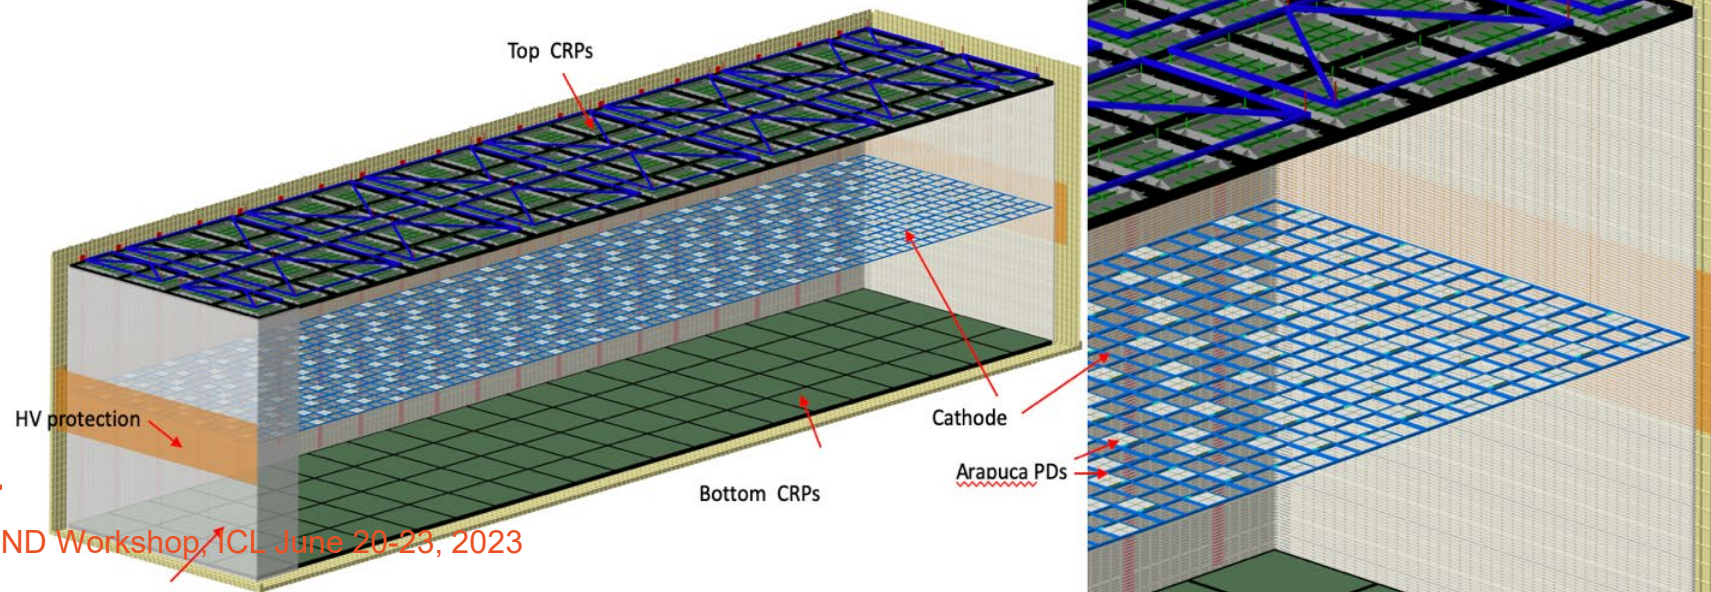 Top CRPs
HV protection
Cathode
Arapuca PDs
Bottom CRPs
ND Workshop, ICL June 20-23, 2023